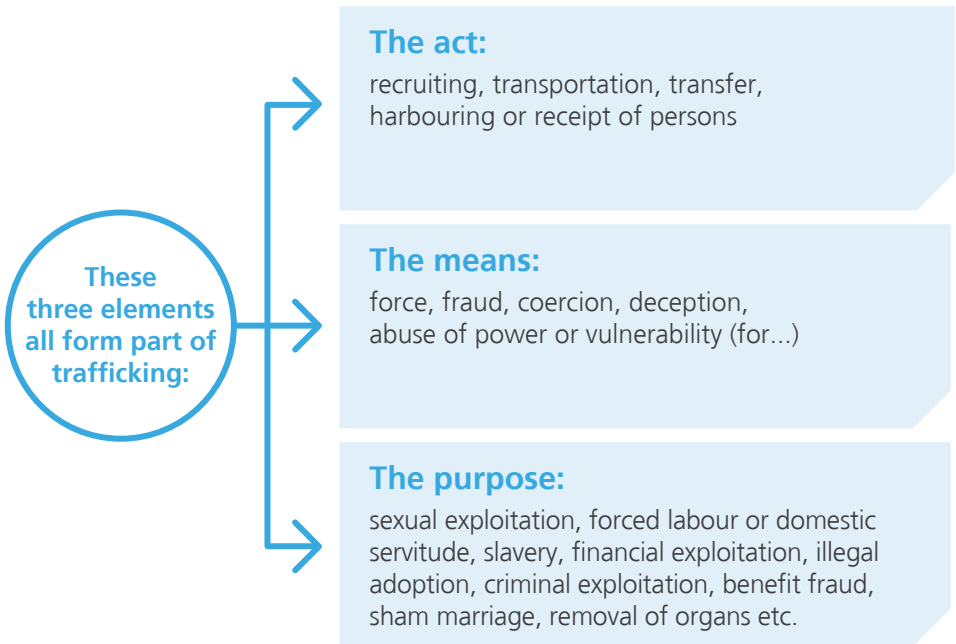 These
three elements
all form part of
trafficking:
The act:
recruiting, transportation, transfer,
harbouring or receipt of persons
The means:
force, fraud, coercion, deception,
abuse of power or vulnerability (for...)
The purpose:
sexual exploitation, forced labour or domestic
servitude, slavery, financial exploitation, illegal
adoption, criminal exploitation, benefit fraud,
sham marriage, removal of organs etc.